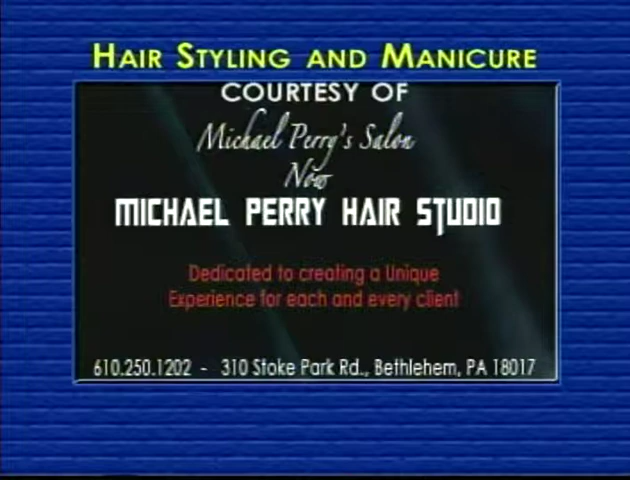 Hair Styling and Manicure
COURTESY OF
Michael Perry's Salon
Now
MICHAEL PERRY HAIR STUDIO
Dedicated to creating a Unique
Experience for each and every client
610.250.1202 - 310 Stoke Park Rd., Bethlehem, PA 18017